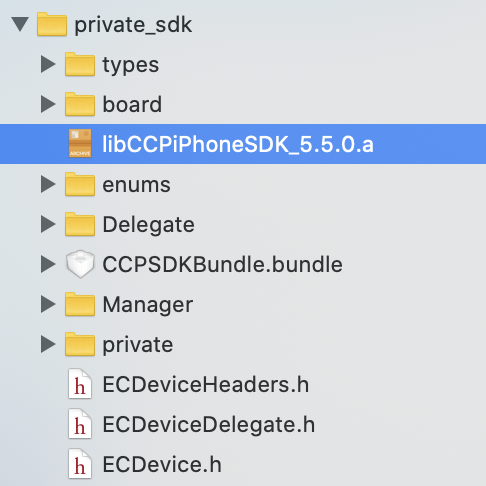 private_sdk
types
board
libCCPiPhoneSDK_5.5.0.a
enums
Delegate
CCPSDKBundle.bundle
Manager
private
ECDeviceHeaders.h
ECDeviceDelegate.h
ECDevice.h